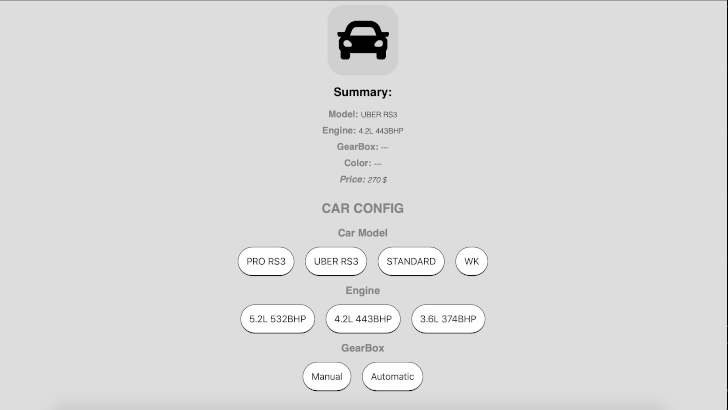 Summary:
Model: UBER RS3
Engine: 4.2L 443BHP
GearBox: ---
Color: ---
Price: 270 $
CAR CONFIG
Car Model
PRO RS3 UBER RS3 STANDARD WK
Engine
5.2L 532BHP 4.2L 443BHP 3.6L 374BHP
GearBox
Manual Automatic